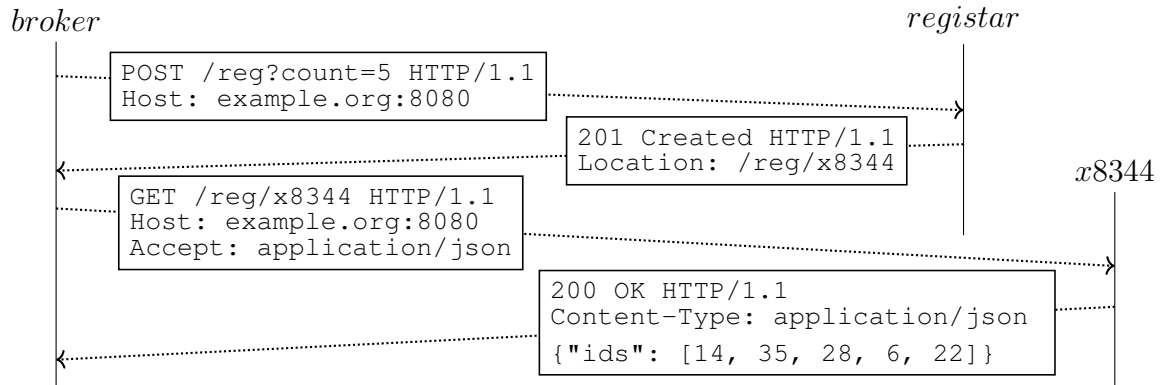 broker
registar
POST /reg?count=5 HTTP/1.1
Host: example.org:8080
201 Created HTTP/1.1
Location: /reg/x8344
x8344
GET /reg/x8344 HTTP/1.1
Host: example.org:8080
Accept: application/json
200 OK HTTP/1.1
Content-Type: application/json
{"ids": [14, 35, 28, 6, 22]}